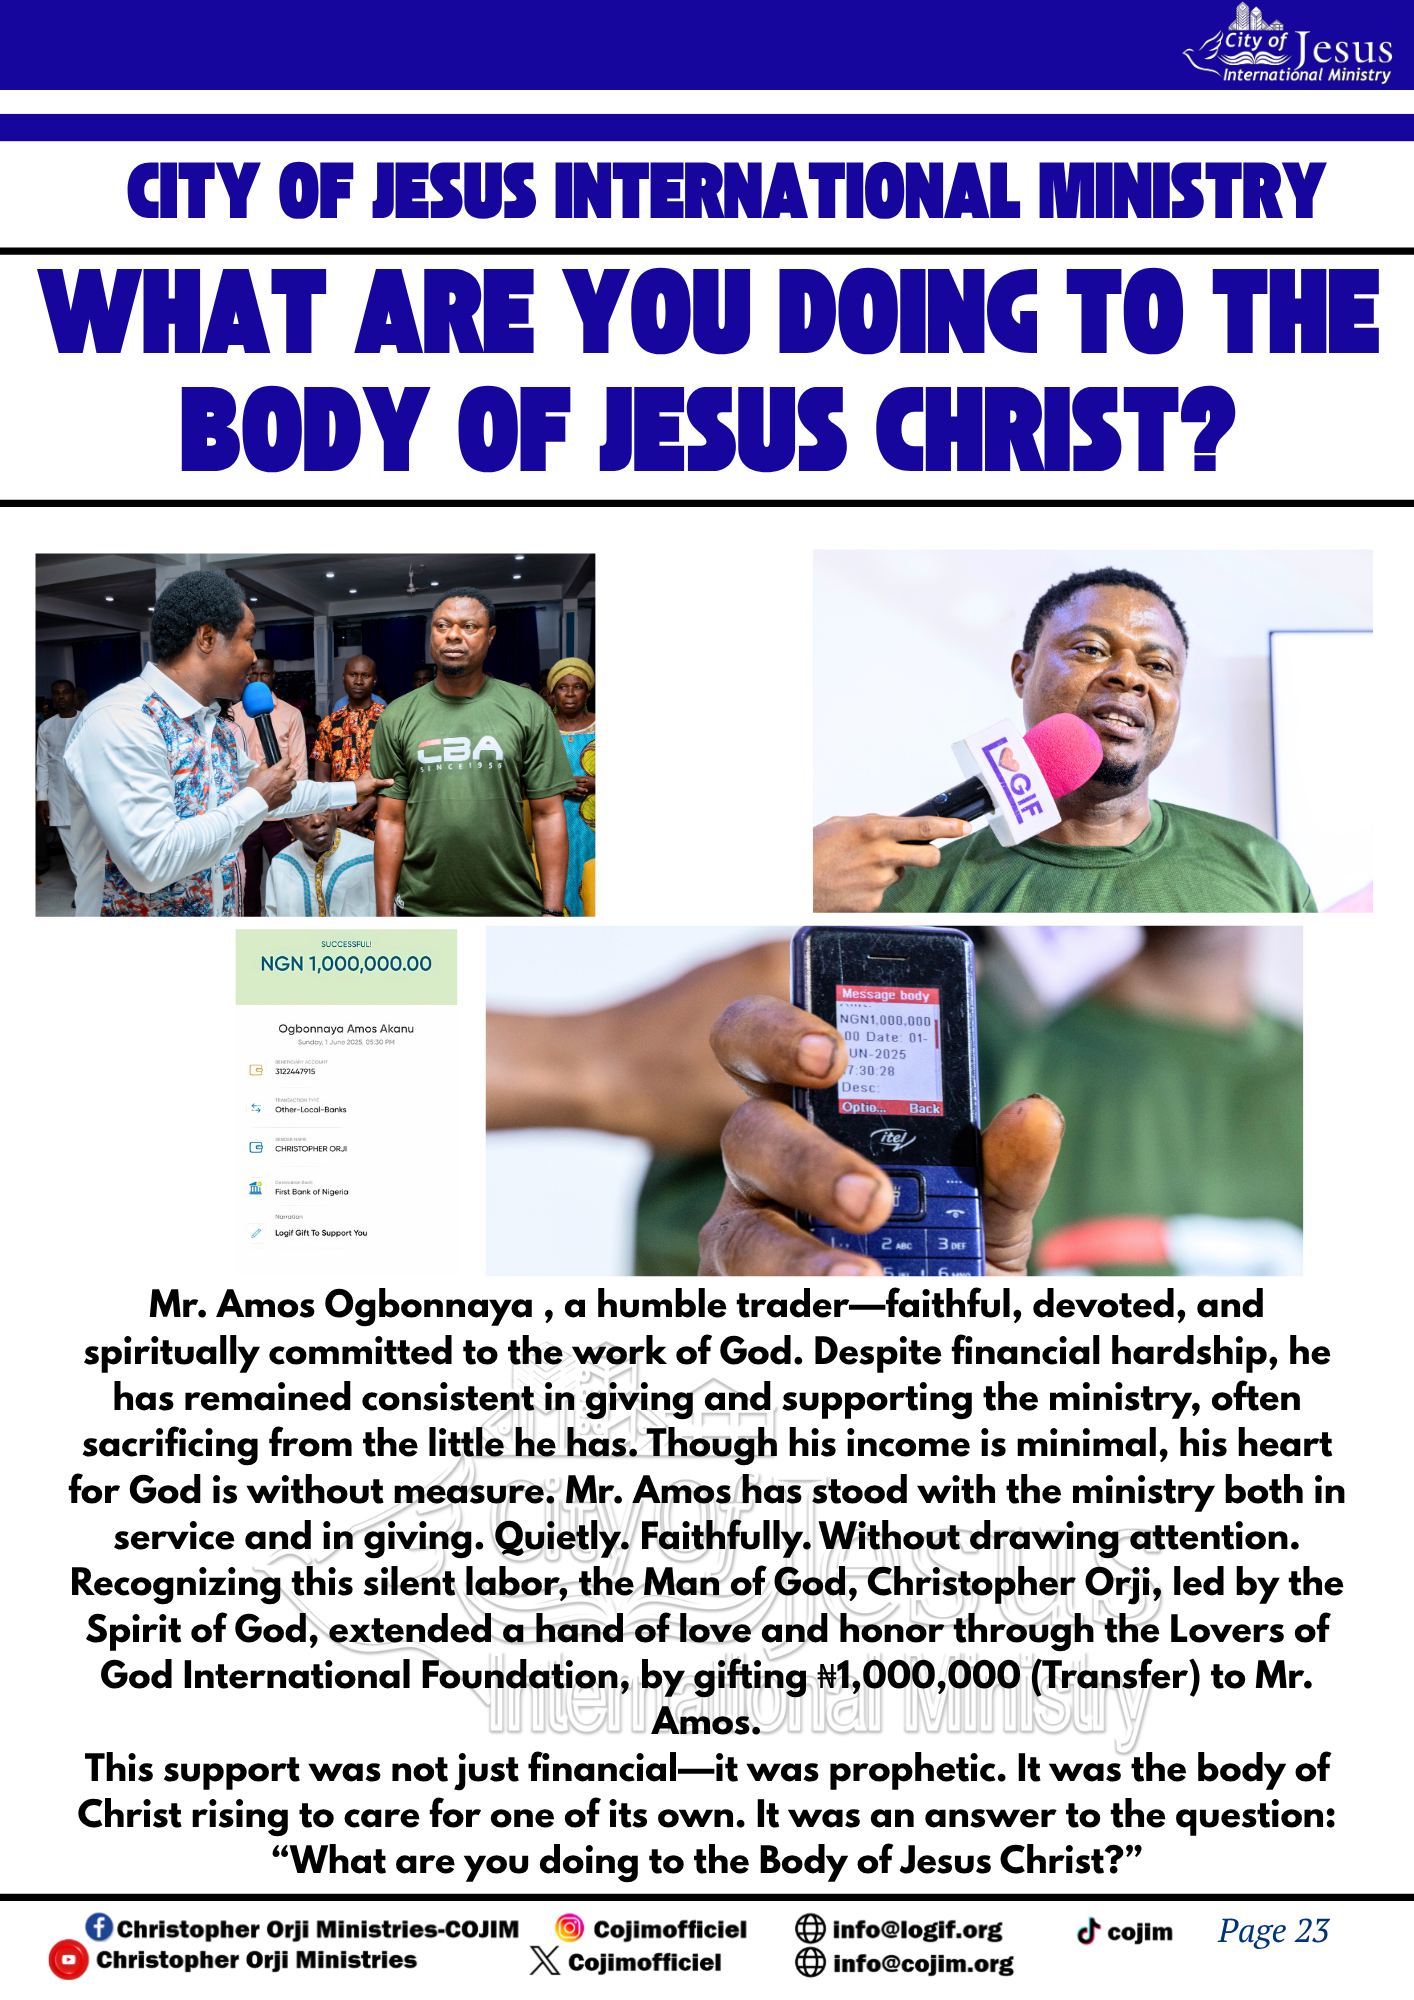 City of Jesus
International Ministry
CITY OF JESUS INTERNATIONAL MINISTRY
WHAT ARE YOU DOING TO THE
BODY OF JESUS CHRIST?
CBA
SINCE1956
LOGIF
SUCCESSFUL!
NGN 1,000,000.00
Ogbonnaya Amos Akanu
Sunday, 1 June 2025, 05:30 PM
BENEFICIARY ACCOUNT
3122447915
TRANSACTION TYPE
Other-Local-Banks
SENDER NAME
CHRISTOPHER ORJI
Destination Bank
First Bank of Nigeria
Narration
Logif Gift To Support You
Message body
NGN1,000,000
00 Date: 01-
UN-2025
7:30:28
Desc:
Optio... Back
itel
2 ABC 3 DEF
Mr. Amos Ogbonnaya , a humble trader—faithful, devoted, and
spiritually committed to the work of God. Despite financial hardship, he
has remained consistent in giving and supporting the ministry, often
sacrificing from the little he has. Though his income is minimal, his heart
for God is without measure. Mr. Amos has stood with the ministry both in
service and in giving. Quietly. Faithfully. Without drawing attention.
Recognizing this silent labor, the Man of God, Christopher Orji, led by the
Spirit of God, extended a hand of love and honor through the Lovers of
God International Foundation, by gifting ₦1,000,000 (Transfer) to Mr.
Amos.
This support was not just financial—it was prophetic. It was the body of
Christ rising to care for one of its own. It was an answer to the question:
“What are you doing to the Body of Jesus Christ?”
City of Jesus
International Ministry
Christopher Orji Ministries-COJIM Cojimofficiel info@logif.org cojim Page 23
Christopher Orji Ministries Cojimofficiel info@cojim.org